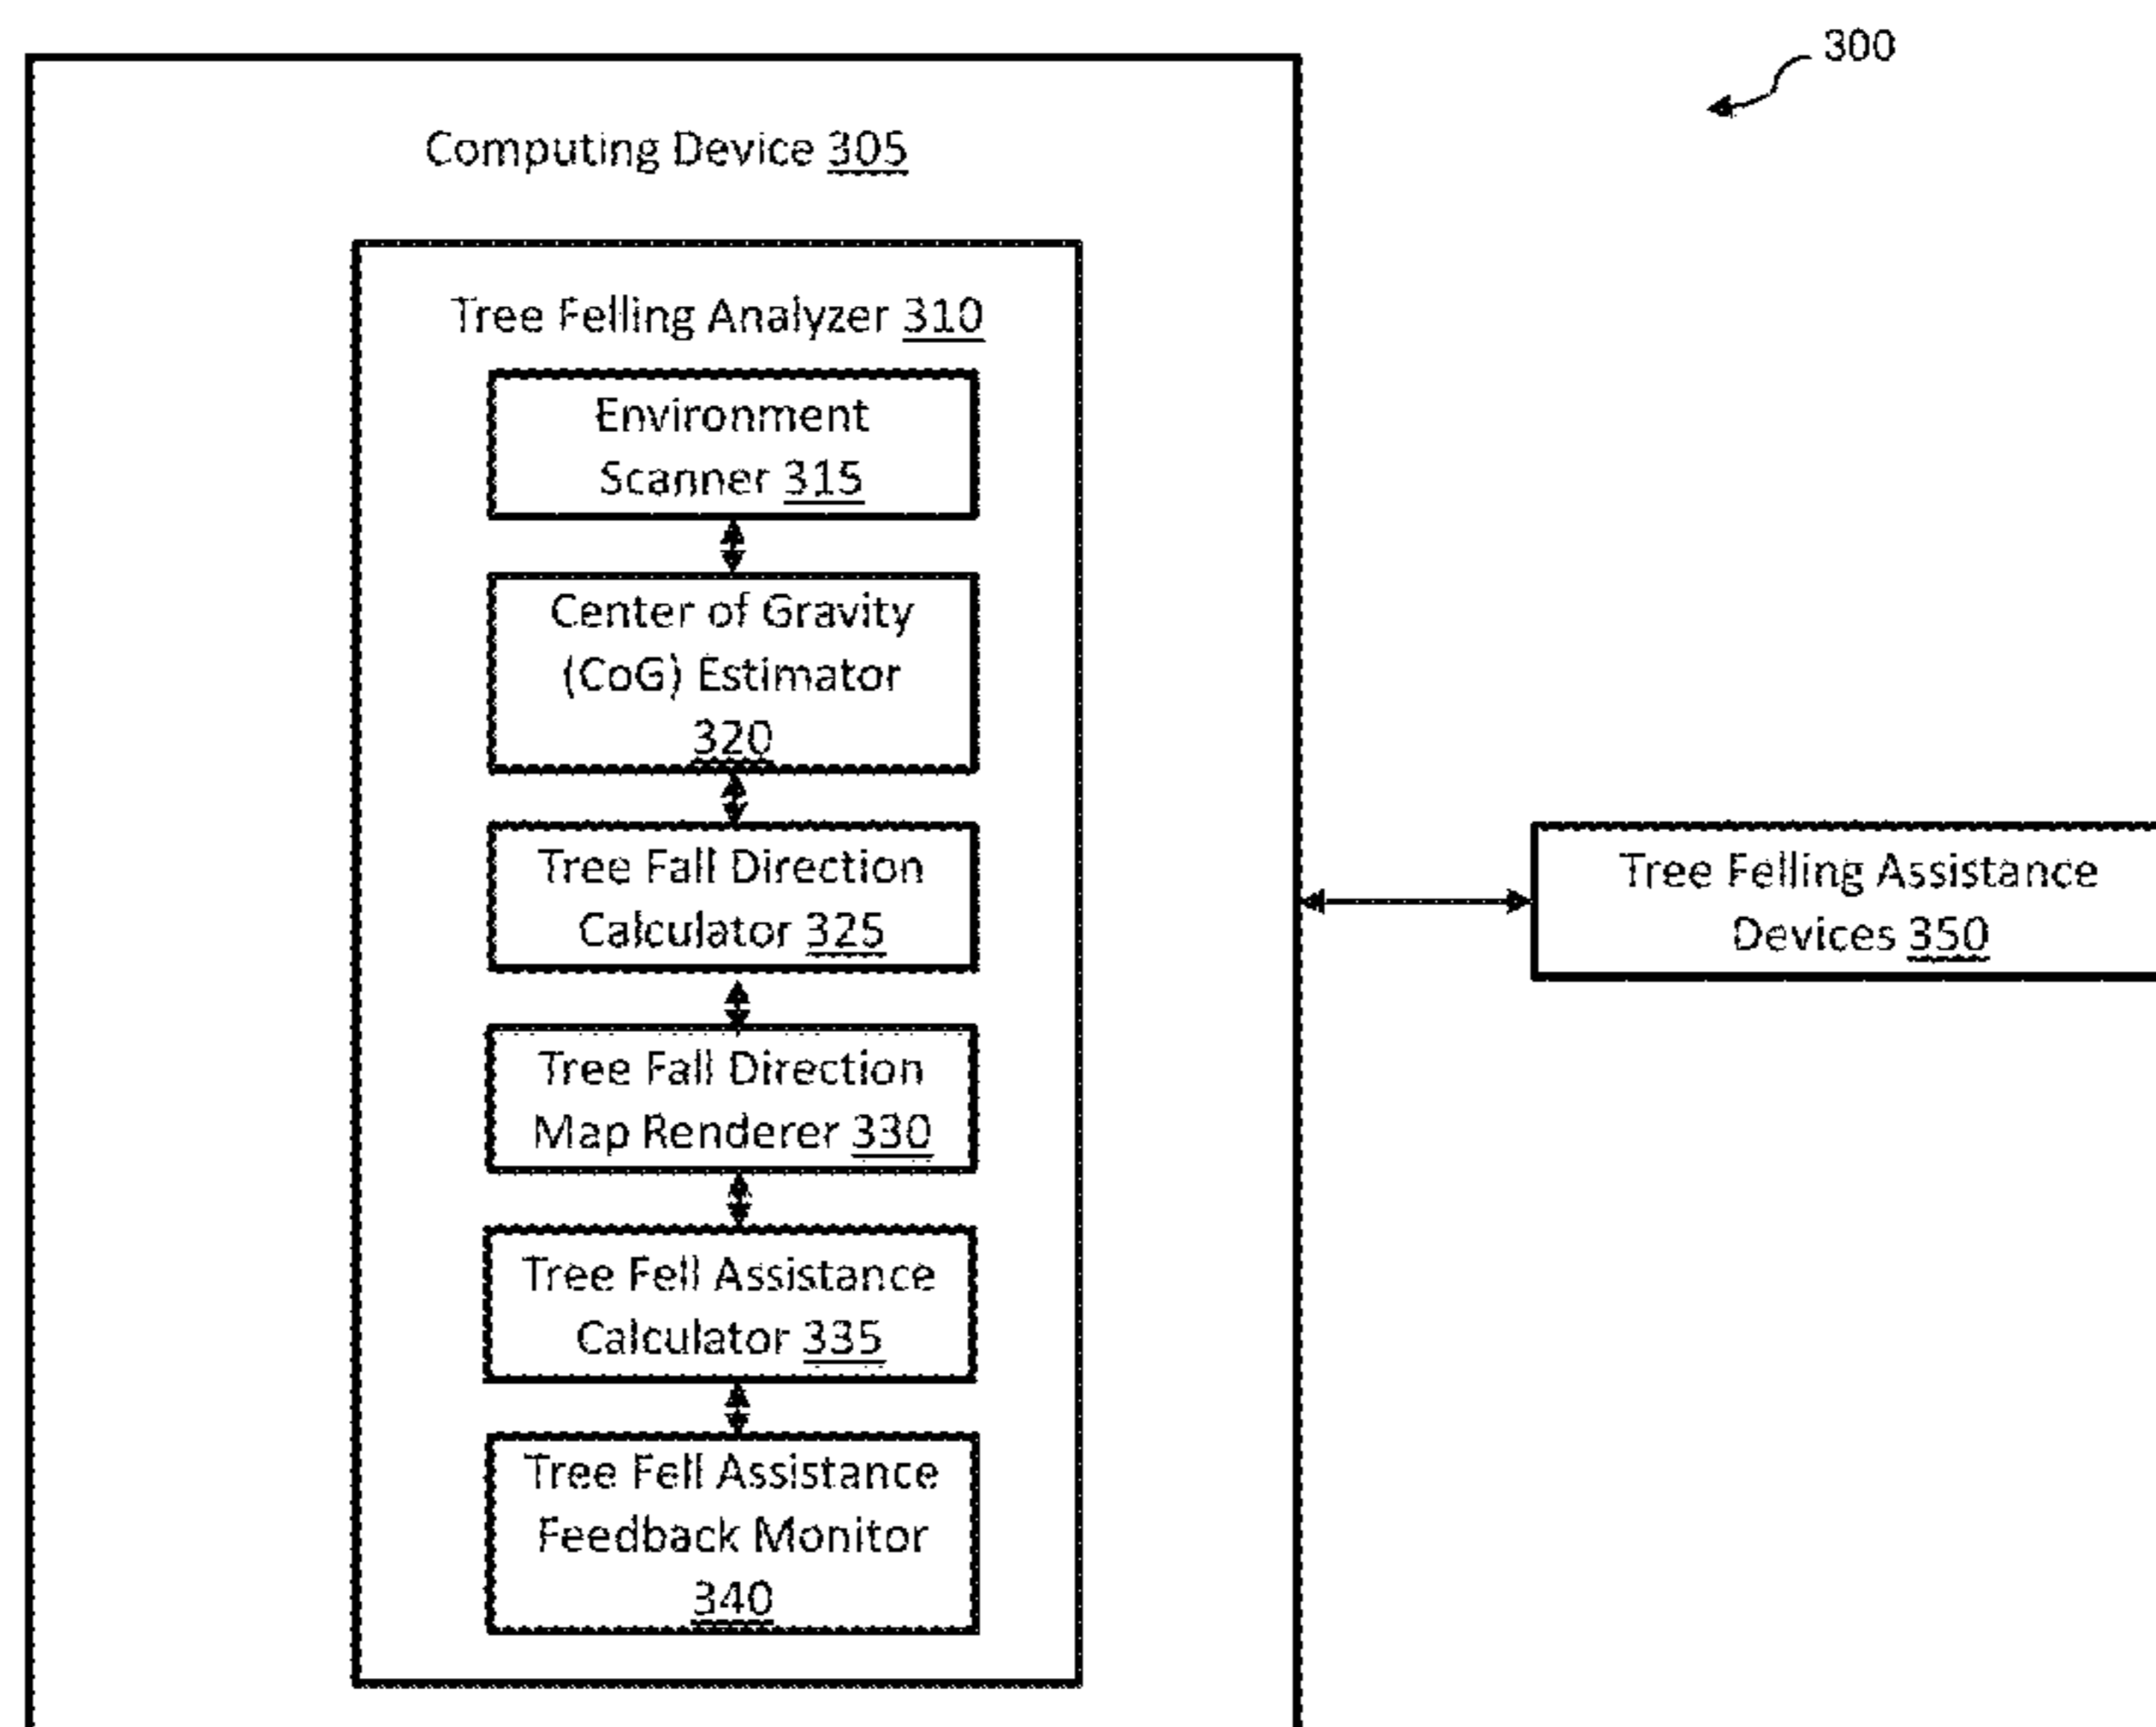 300
Computing Device 305
Tree Felling Analyzer 310
Environment
Scanner 315
Center of Gravity
(CoG) Estimator
320
Tree Fall Direction
Calculator 325
Tree Fall Direction
Map Renderer 330
Tree Fell Assistance
Calculator 335
Tree Fell Assistance
Feedback Monitor
340
Tree Felling Assistance
Devices 350